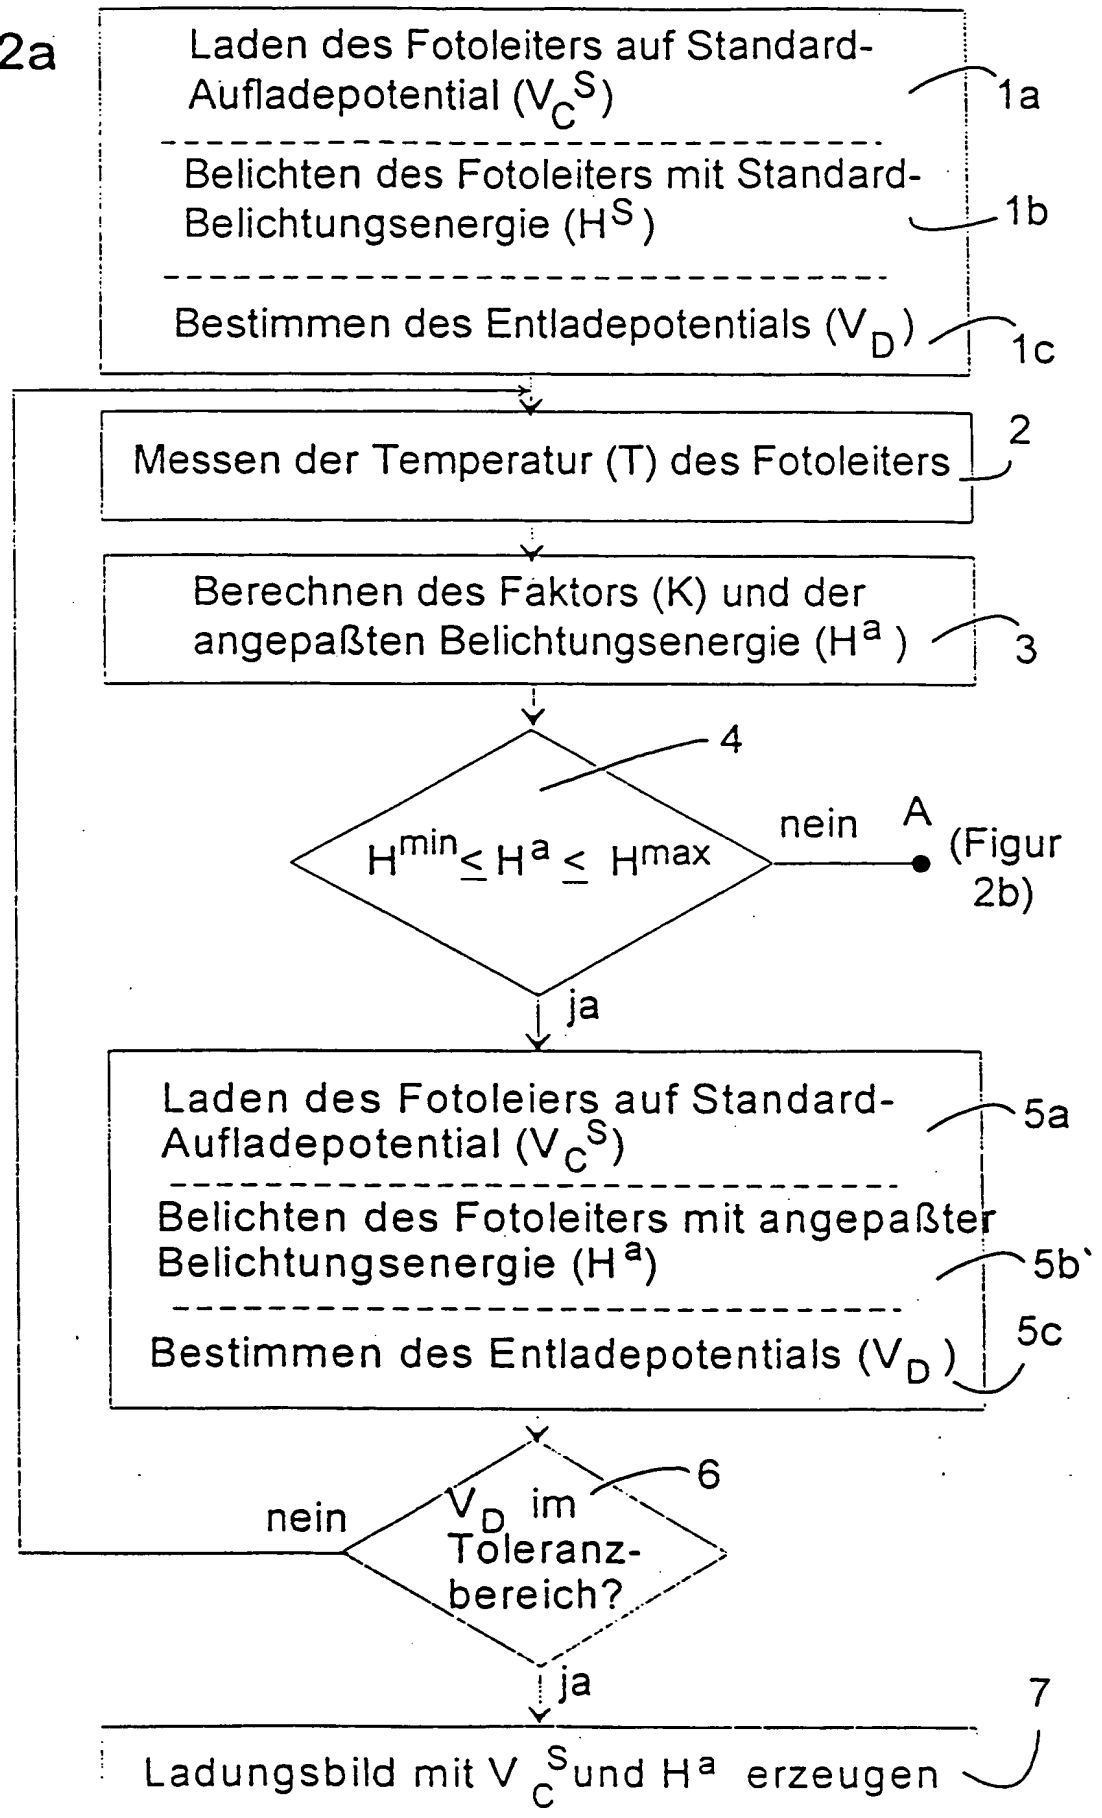 2a
Laden des Fotoleiters auf Standard-
Aufladepotential (V_C^S)
1a
Belichten des Fotoleiters mit Standard-
Belichtungsenergie (H^S)
1b
Bestimmen des Entladepotentials (V_D)
1c
Messen der Temperatur (T) des Fotoleiters
2
Berechnen des Faktors (K) und der
angepaßten Belichtungsenergie (H^a)
3
4
H^min ≤ H^a ≤ H^max
nein
A
(Figur
2b)
ja
Laden des Fotoleiers auf Standard-
Aufladepotential (V_C^S)
5a
Belichten des Fotoleiters mit angepaßter
Belichtungsenergie (H^a)
5b'
Bestimmen des Entladepotentials (V_D)
5c
6
nein
V_D im
Toleranz-
bereich?
ja
7
Ladungsbild mit V_C^S und H^a erzeugen